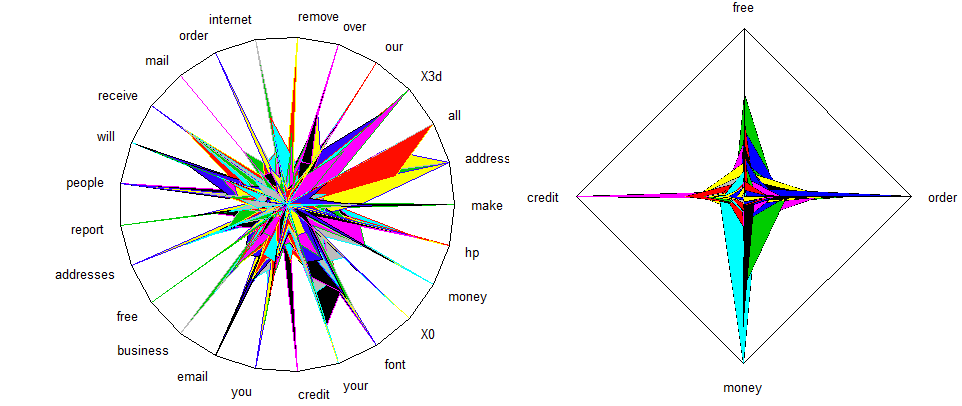 free
remove
internet
over
order
our
mail
X3d
receive
all
will
address
people
credit
order
make
report
hp
addresses
money
free
X0
business
font
email
your
you
credit
money